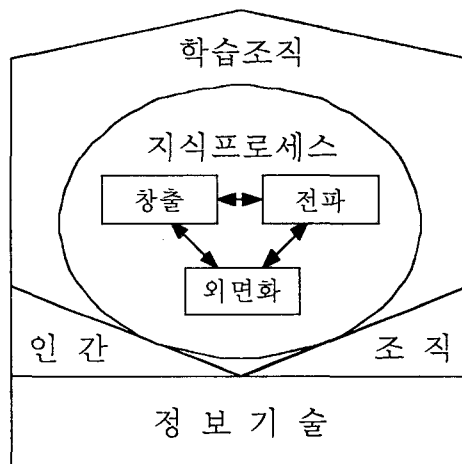 학습조직
지식프로세스
창출 전파
외면화
인 간 조 직
정 보 기 술